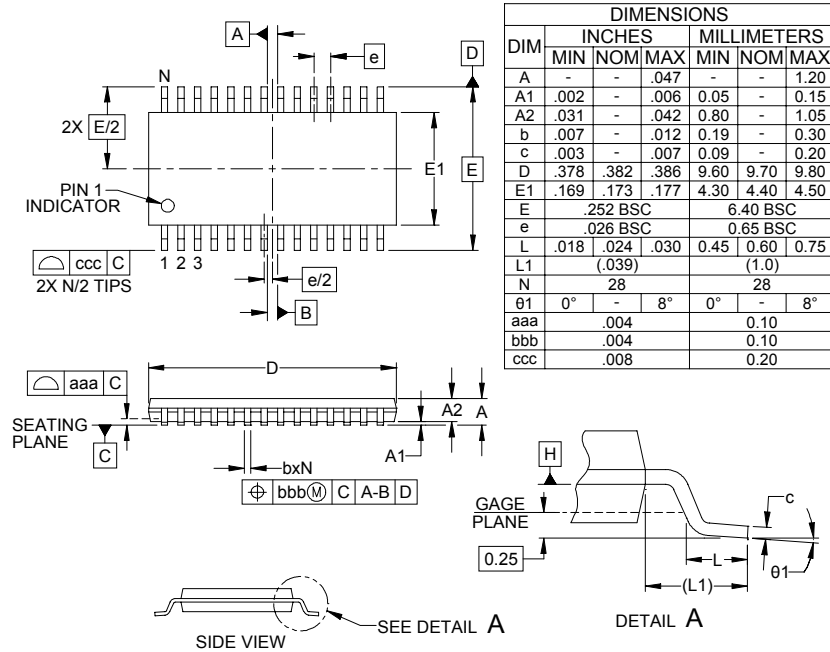 A
e
D
N
2X E/2
E1
E
PIN 1
INDICATOR
ccc C
1 2 3
2X N/2 TIPS
e/2
B
D
aaa C
A2
A
SEATING
PLANE
C
A1
bxN
bbb Ⓜ C A-B D
SIDE VIEW
SEE DETAIL A
DIMENSIONS
DIM INCHES MILLIMETERS
MIN NOM MAX MIN NOM MAX
A - - .047 - - 1.20
A1 .002 - .006 0.05 - 0.15
A2 .031 - .042 0.80 - 1.05
b .007 - .012 0.19 - 0.30
c .003 - .007 0.09 - 0.20
D .378 .382 .386 9.60 9.70 9.80
E1 .169 .173 .177 4.30 4.40 4.50
E .252 BSC 6.40 BSC
e .026 BSC 0.65 BSC
L .018 .024 .030 0.45 0.60 0.75
L1 (.039) (1.0)
N 28 28
θ1 0° - 8° 0° - 8°
aaa .004 0.10
bbb .004 0.10
ccc .008 0.20
H
GAGE
PLANE
0.25
c
L
(L1)
θ1
DETAIL A